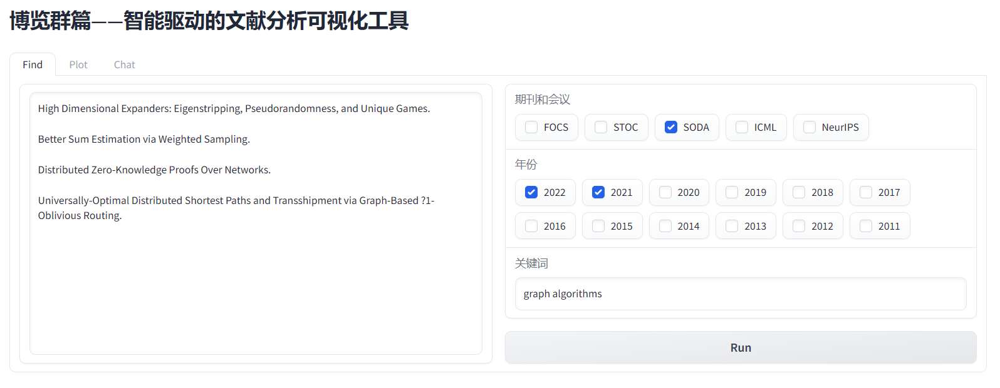 博览群篇——智能驱动的文献分析可视化工具
Find Plot Chat
High Dimensional Expanders: Eigenstripping, Pseudorandomness, and Unique Games.
Better Sum Estimation via Weighted Sampling.
Distributed Zero-Knowledge Proofs Over Networks.
Universally-Optimal Distributed Shortest Paths and Transshipment via Graph-Based ?1-
Oblivious Routing.
期刊和会议
FOCS STOC SODA ICML NeurIPS
年份
2022 2021 2020 2019 2018 2017
2016 2015 2014 2013 2012 2011
关键词
graph algorithms
Run